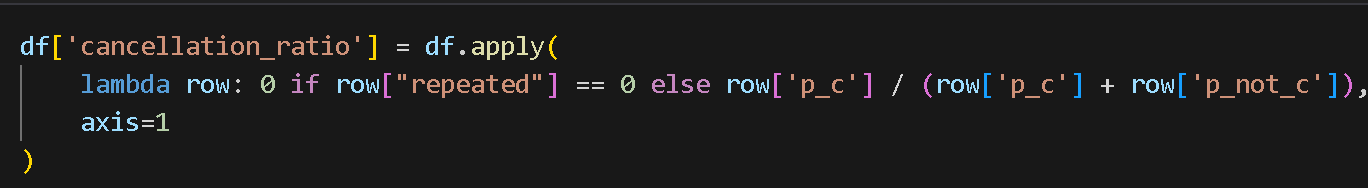 df['cancellation_ratio'] = df.apply(
    lambda row: 0 if row["repeated"] == 0 else row['p_c'] / (row['p_c'] + row['p_not_c']),
    axis=1
)